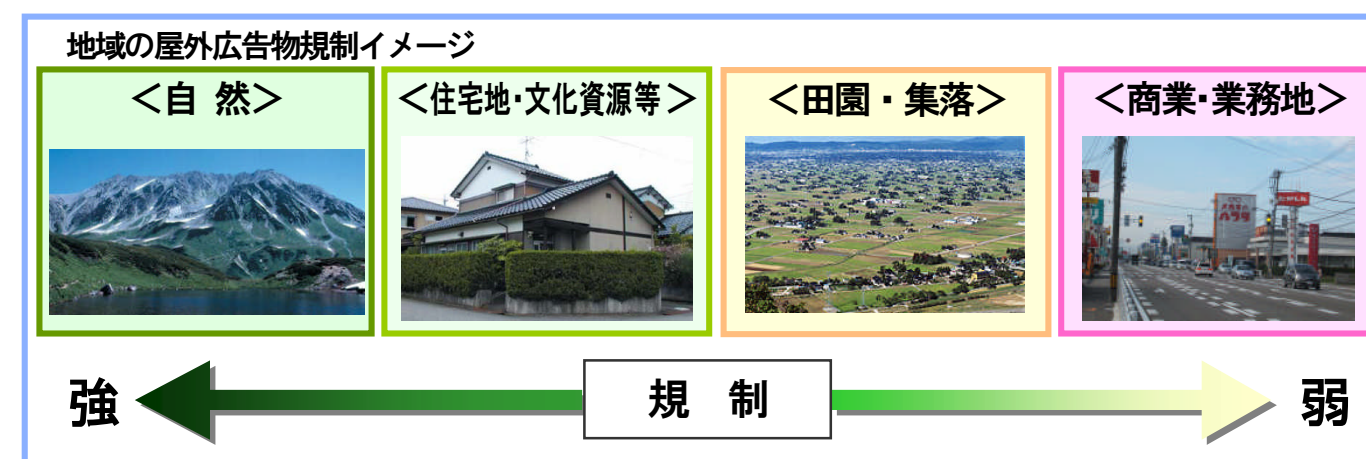 地域の屋外広告物規制イメージ
<自 然>
<住宅地・文化資源等>
<田園・集落>
<商業・業務地>
強
規 制
弱